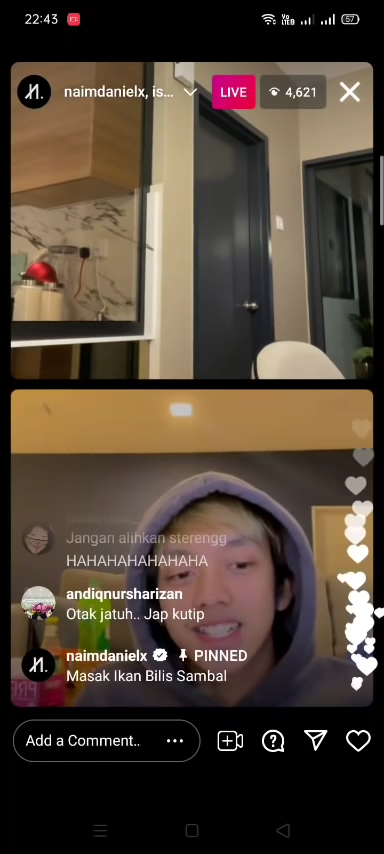 22:43
57
naimdanielx, is...
LIVE
4,621
Jangan alihkan sterengg
HAHAHAHAHAHAHA
andiqnursharizan
Otak jatuh.. Jap kutip
naimdanielx PINNED
Masak Ikan Bilis Sambal
Add a Comment..